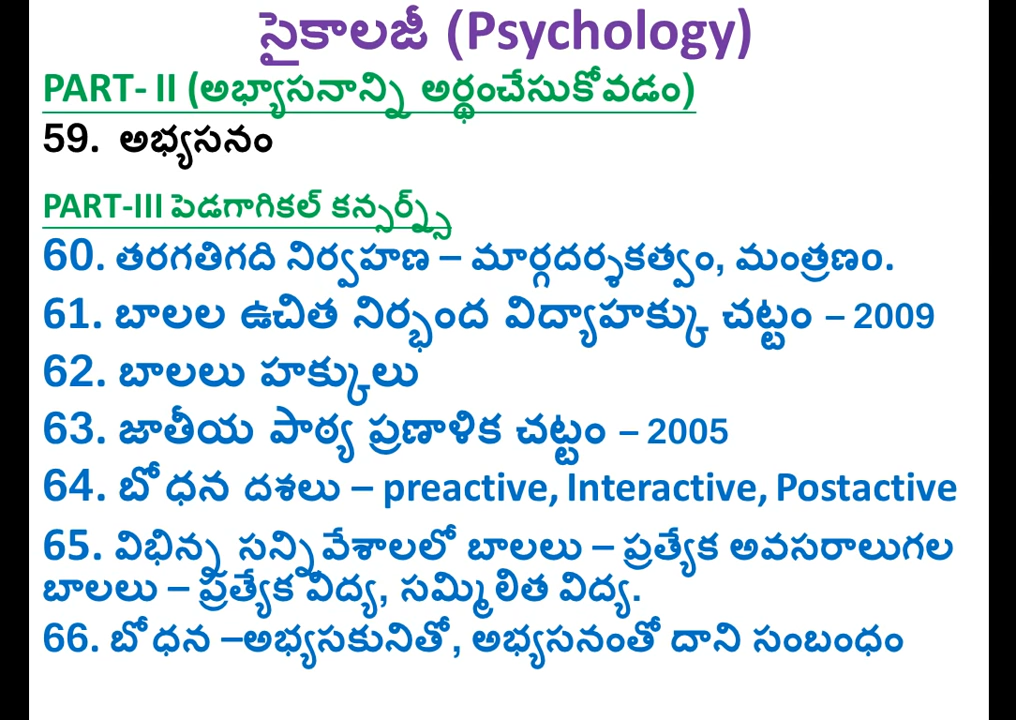 సైకాలజీ (Psychology)
PART- II (అభ్యాసనాన్ని అర్థంచేసుకోవడం)
59. అభ్యసనం
PART-III పెడగాగికల్ కన్సర్న్స్
60. తరగతిగది నిర్వహణ – మార్గదర్శకత్వం, మంత్రణం.
61. బాలల ఉచిత నిర్భంద విద్యాహక్కు చట్టం – 2009
62. బాలలు హక్కులు
63. జాతీయ పాఠ్య ప్రణాళిక చట్టం – 2005
64. బోధన దశలు – preactive, Interactive, Postactive
65. విభిన్న సన్నివేశాలలో బాలలు – ప్రత్యేక అవసరాలుగల
బాలలు – ప్రత్యేక విద్య, సమ్మిలిత విద్య.
66. బోధన –అభ్యసకునితో, అభ్యసనంతో దాని సంబంధం